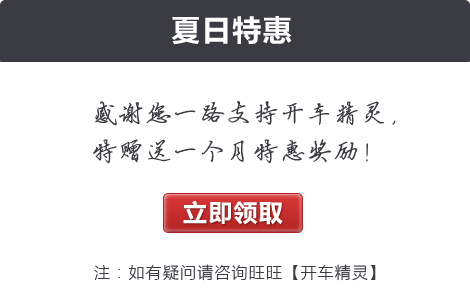 夏日特惠
感谢您一路支持开车精灵，
特赠送一个月特惠奖励！
立即领取
注：如有疑问请咨询旺旺【开车精灵】